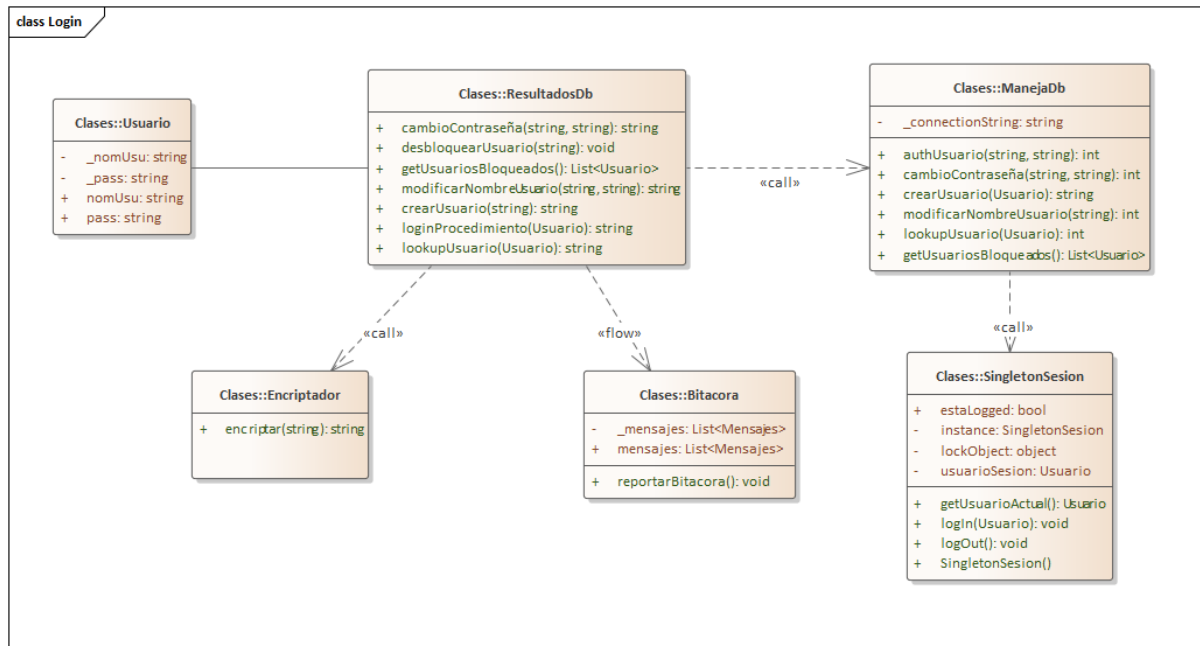 class Login
Clases::Usuario
- _nomUsu: string
- _pass: string
+ nomUsu: string
+ pass: string
Clases::ResultadosDb
+ cambioContraseña(string, string): string
+ desbloquearUsuario(string): void
+ getUsuariosBloqueados(): List<Usuario>
+ modificarNombreUsuario(string, string): string
+ crearUsuario(string): string
+ loginProcedimiento(Usuario): string
+ lookupUsuario(Usuario): string
«call»
Clases::ManejaDb
- _connectionString: string
+ authUsuario(string, string): int
+ cambioContraseña(string, string): int
+ crearUsuario(Usuario): string
+ modificarNombreUsuario(string): int
+ lookupUsuario(Usuario): int
+ getUsuariosBloqueados(): List<Usuario>
«call»
«flow»
«call»
Clases::Encriptador
+ encriptar(string): string
Clases::Bitacora
- _mensajes: List<Mensajes>
+ mensajes: List<Mensajes>
+ reportarBitacora(): void
Clases::SingletonSesion
+ estaLogged: bool
- instance: SingletonSesion
- lockObject: object
- usuarioSesion: Usuario
+ getUsuarioActual(): Usuario
+ logIn(Usuario): void
+ logOut(): void
+ SingletonSesion()